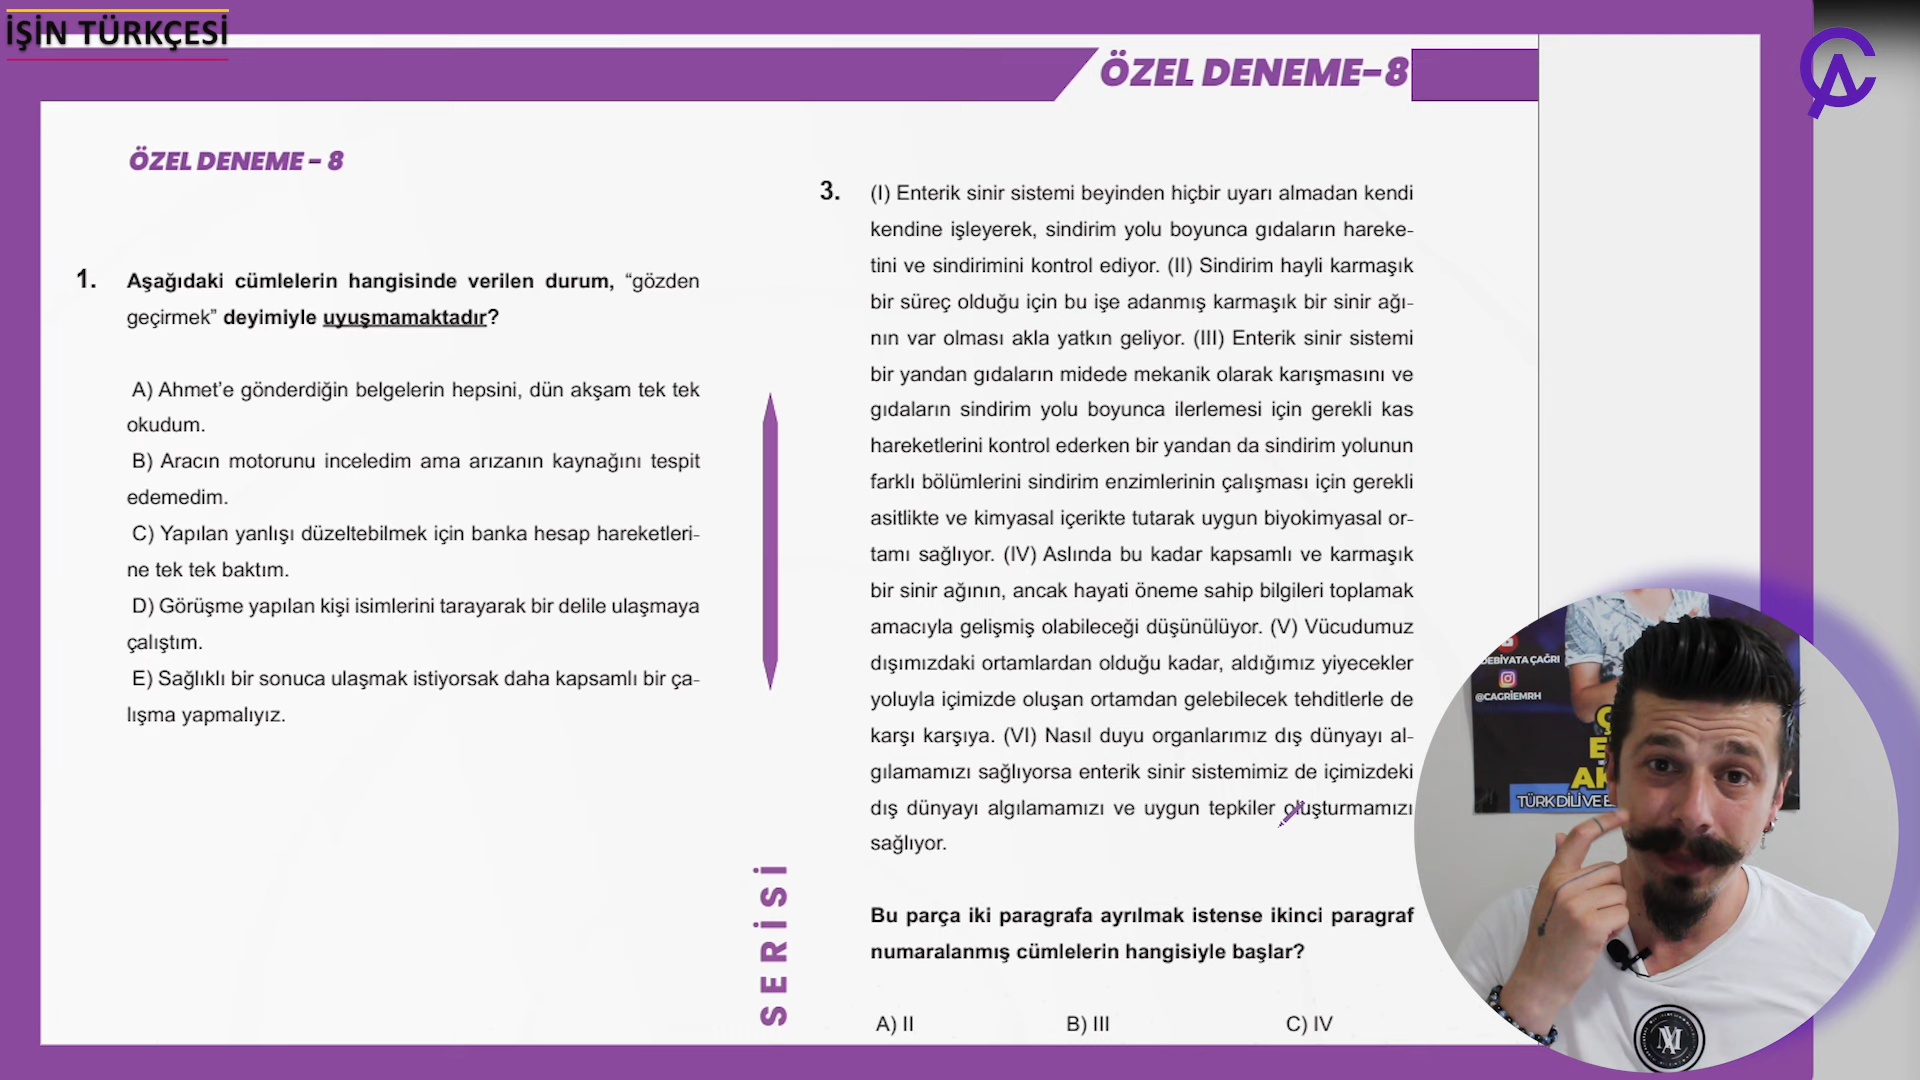 İŞİN TÜRKÇESİ
ÖZEL DENEME-8
ÖZEL DENEME – 8
1. Aşağıdaki cümlelerin hangisinde verilen durum, “gözden
geçirmek” deyimiyle uyuşmamaktadır?
A) Ahmet’e gönderdiğin belgelerin hepsini, dün akşam tek tek
okudum.
B) Aracın motorunu inceledim ama arızanın kaynağını tespit
edemedim.
C) Yapılan yanlışı düzeltebilmek için banka hesap hareketleri-
ne tek tek baktım.
D) Görüşme yapılan kişi isimlerini tarayarak bir delile ulaşmaya
çalıştım.
E) Sağlıklı bir sonuca ulaşmak istiyorsak daha kapsamlı bir ça-
lışma yapmalıyız.
SERİSİ
3. (I) Enterik sinir sistemi beyinden hiçbir uyarı almadan kendi
kendine işleyerek, sindirim yolu boyunca gıdaların hareke-
tini ve sindirimini kontrol ediyor. (II) Sindirim hayli karmaşık
bir süreç olduğu için bu işe adanmış karmaşık bir sinir ağı-
nın var olması akla yatkın geliyor. (III) Enterik sinir sistemi
bir yandan gıdaların midede mekanik olarak karışmasını ve
gıdaların sindirim yolu boyunca ilerlemesi için gerekli kas
hareketlerini kontrol ederken bir yandan da sindirim yolunun
farklı bölümlerini sindirim enzimlerinin çalışması için gerekli
asitlikte ve kimyasal içerikte tutarak uygun biyokimyasal or-
tamı sağlıyor. (IV) Aslında bu kadar kapsamlı ve karmaşık
bir sinir ağının, ancak hayati öneme sahip bilgileri toplamak
amacıyla gelişmiş olabileceği düşünülüyor. (V) Vücudumuz
dışımızdaki ortamlardan olduğu kadar, aldığımız yiyecekler
yoluyla içimizde oluşan ortamdan gelebilecek tehditlerle de
karşı karşıya. (VI) Nasıl duyu organlarımız dış dünyayı al-
gılamamızı sağlıyorsa enterik sinir sistemimiz de içimizdeki
dış dünyayı algılamamızı ve uygun tepkiler oluşturmamızı
sağlıyor.
Bu parça iki paragrafa ayrılmak istense ikinci paragraf
numaralanmış cümlelerin hangisiyle başlar?
A) II B) III C) IV
@CAGRIEMRH